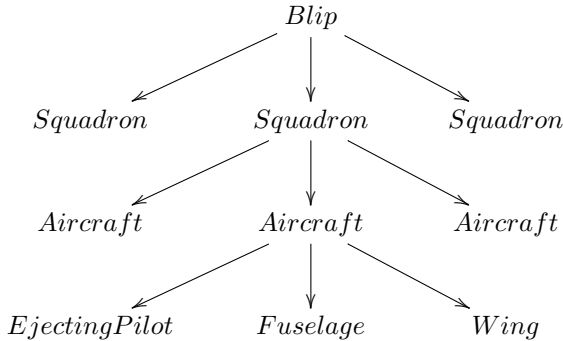 Blip
Squadron Squadron Squadron
Aircraft Aircraft Aircraft
EjectingPilot Fuselage Wing